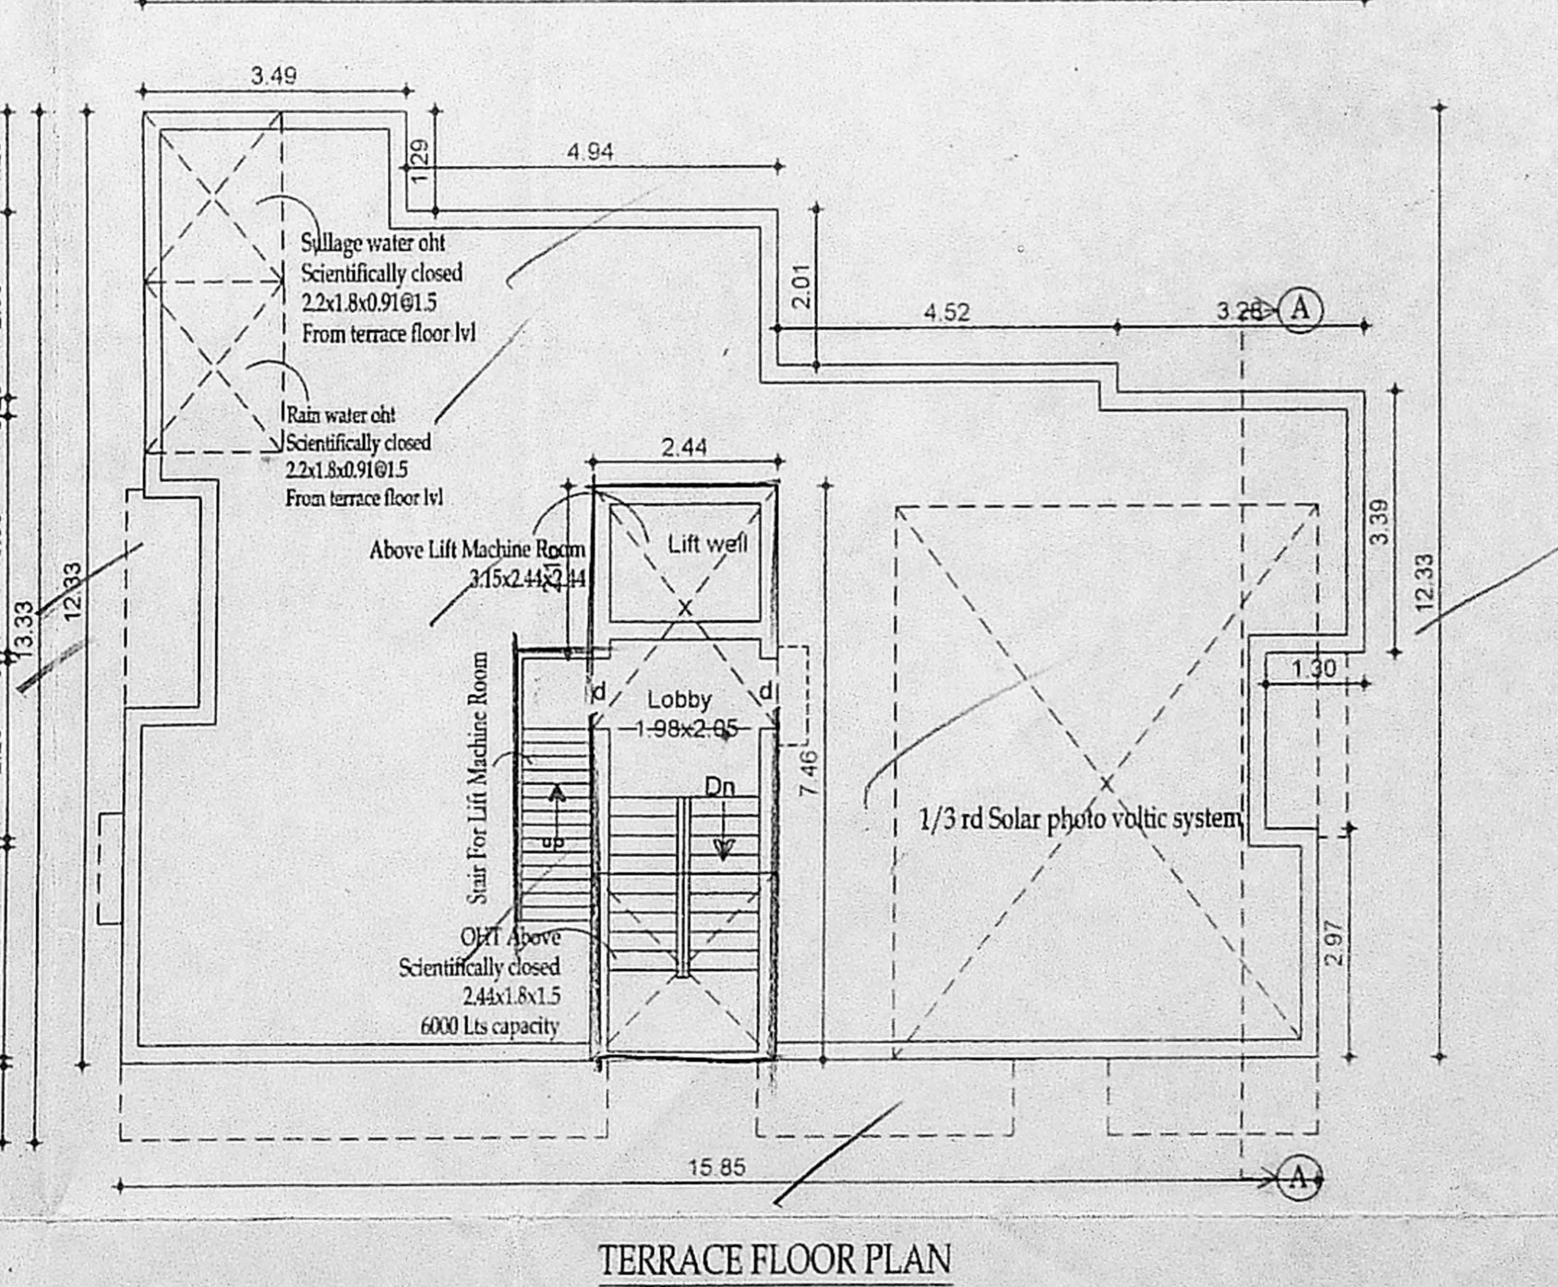 3.49
1.29
4.94
Sullage water oht
Scientifically closed
2.2x1.8x0.91@1.5
From terrace floor lvl
2.01
4.52
3.28
A
Rain water oht
Scientifically closed
2.2x1.8x0.91@1.5
From terrace floor lvl
2.44
3.39
Above Lift Machine Room
3.15x2.44x2.44
Lift well
12.33
13.33
12.33
1.30
Stair For Lift Machine Room
d
d
Lobby
1.98x2.05
7.46
Dn
up
1/3 rd Solar photo voltic system
OHT Above
Scientifically closed
2.44x1.8x1.5
6000 Lts capacity
2.97
15.85
A
TERRACE FLOOR PLAN